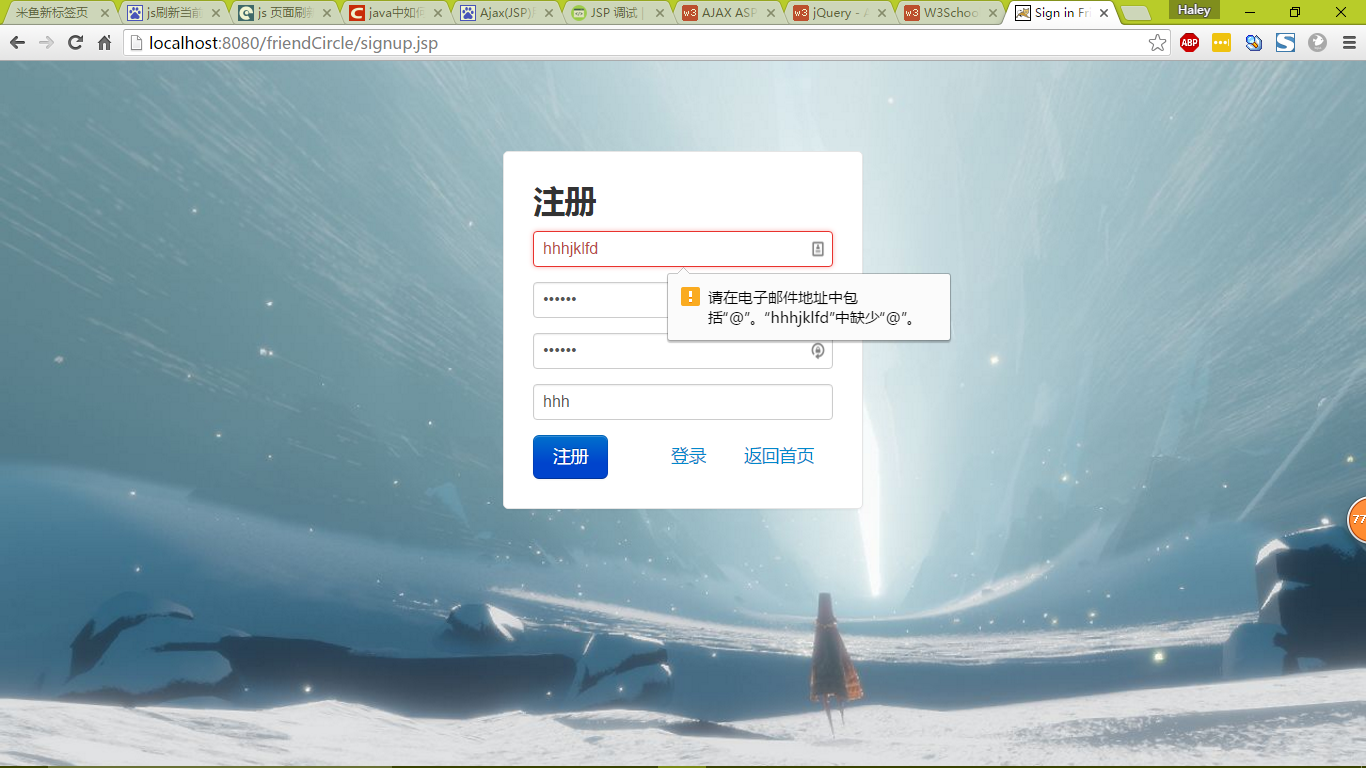 米鱼新标签页
js刷新当前
js 页面刷新
java中如何
Ajax(JSP)
JSP 调试
AJAX ASP
jQuery - A
W3School
Sign in Fri
Haley
localhost:8080/friendCircle/signup.jsp
ABP
注册
hhhjklfd
请在电子邮件地址中包
括“@”。“hhhjklfd”中缺少“@”。
••••••
••••••
hhh
注册 登录 返回首页
77